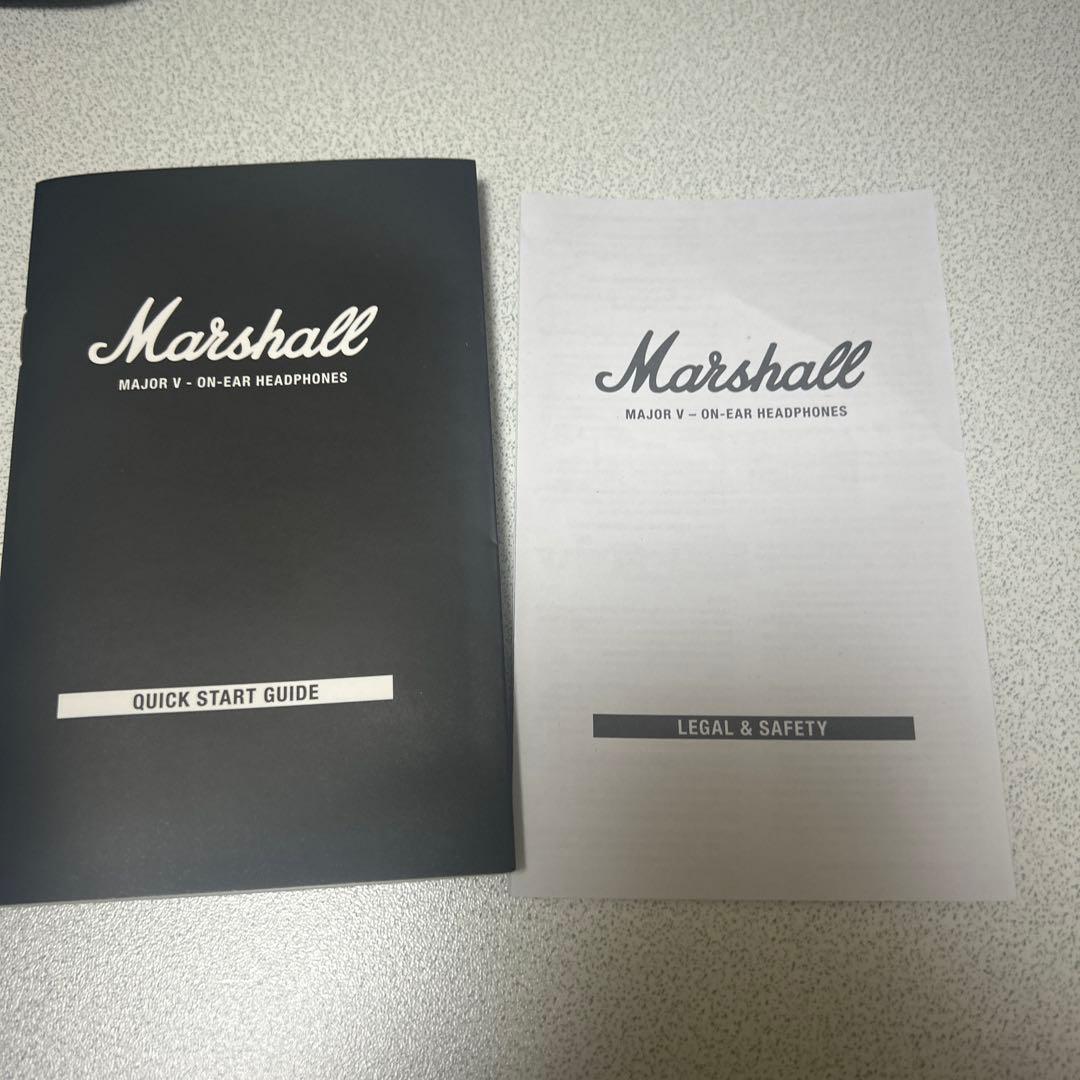 Marshall
MAJOR V - ON-EAR HEADPHONES
QUICK START GUIDE
Marshall
MAJOR V – ON-EAR HEADPHONES
LEGAL & SAFETY